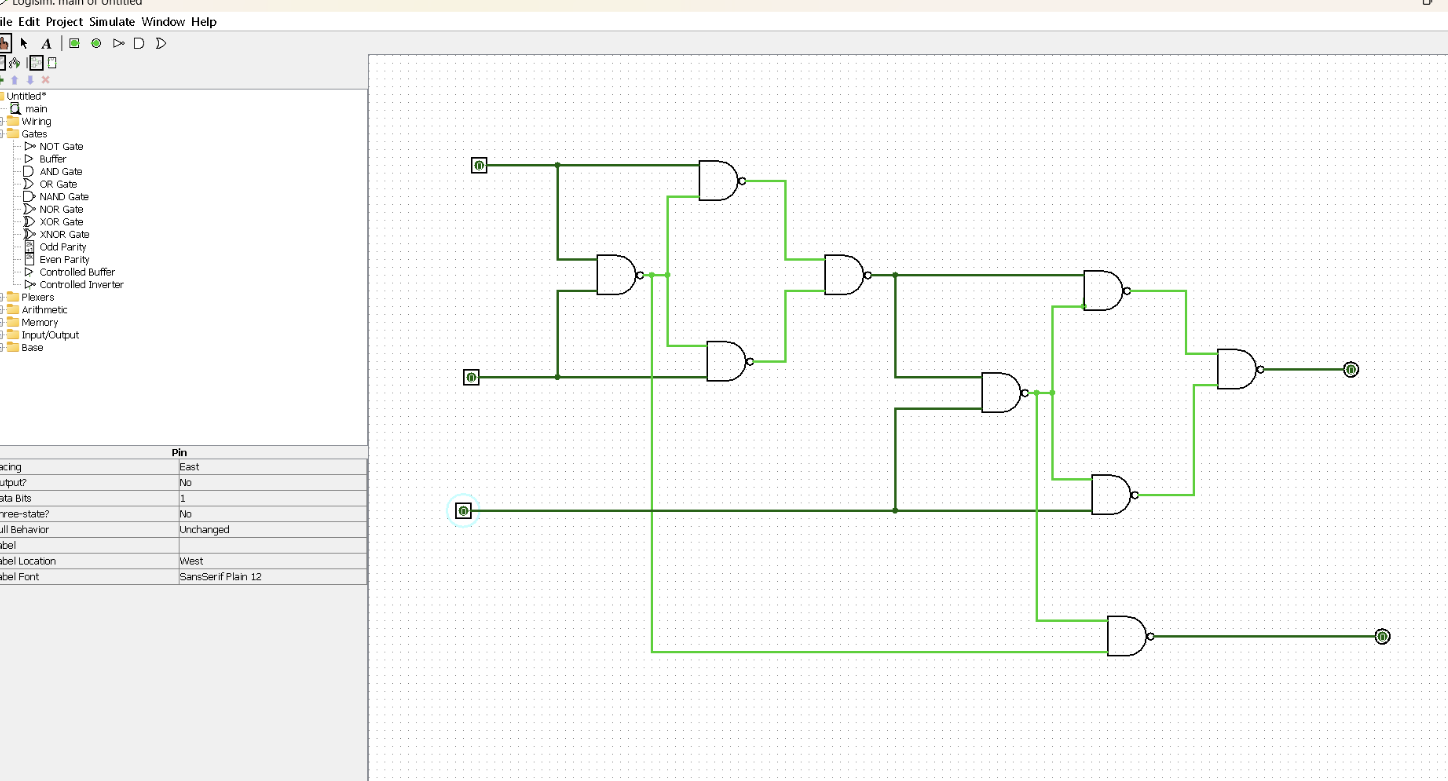 Logisim: main of Untitled
ile Edit Project Simulate Window Help
A
Untitled*
main
Wiring
Gates
NOT Gate
Buffer
AND Gate
OR Gate
NAND Gate
NOR Gate
XOR Gate
XNOR Gate
Odd Parity
Even Parity
Controlled Buffer
Controlled Inverter
Plexers
Arithmetic
Memory
Input/Output
Base
Pin
acing East
utput? No
ata Bits 1
hree-state? No
ull Behavior Unchanged
abel
abel Location West
abel Font SansSerif Plain 12
0
0
0
0
0